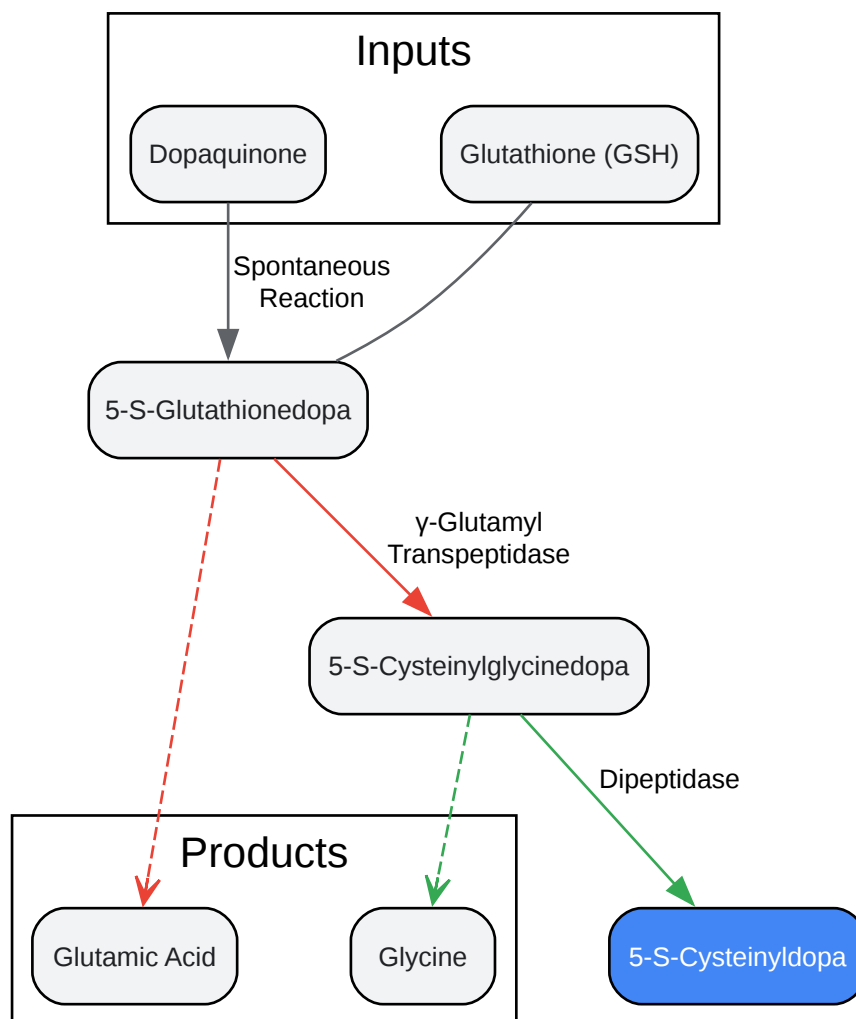 Inputs
Dopaquinone
Glutathione (GSH)
Spontaneous
Reaction
5-S-Glutathionedopa
γ-Glutamyl
Transpeptidase
5-S-Cysteinylglycinedopa
Dipeptidase
Products
Glutamic Acid
Glycine
5-S-Cysteinyldopa